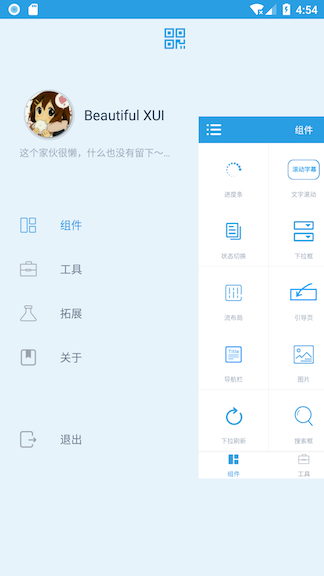 4:54
Beautiful XUI
这个家伙很懒，什么也没有留下～...
组件
工具
拓展
关于
退出
组件
滚动字幕
进度条
文字滚动
状态切换
下拉框
流布局
引导页
Title
导航栏
图片
下拉刷新
搜索框
组件
工具